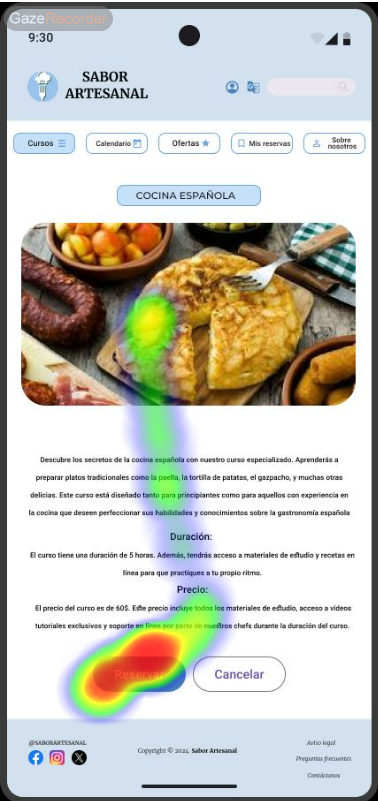 GazeRecorder
9:30
SABOR
ARTESANAL
Cursos
Calendario
Ofertas
Mis reservas
Sobre
nosotros
COCINA ESPAÑOLA
Descubre los secretos de la cocina española con nuestro curso especializado. Aprenderás a
preparar platos tradicionales como la paella, la tortilla de patatas, el gazpacho, y muchas otras
delicias. Este curso está diseñado tanto para principiantes como para aquellos con experiencia en
la cocina que deseen perfeccionar sus habilidades y conocimientos sobre la gastronomía española
Duración:
El curso tiene una duración de 5 horas. Además, tendrás acceso a materiales de estudio y recetas en
línea para que practiques a tu propio ritmo.
Precio:
El precio del curso es de 60$. Este precio incluye todos los materiales de estudio, acceso a videos
tutoriales exclusivos y soporte en línea por parte de nuestros chefs durante la duración del curso.
Reservar
Cancelar
@SABORARTESANAL
Copyright © 2024 Sabor Artesanal
Aviso legal
Preguntas frecuentes
Contáctanos